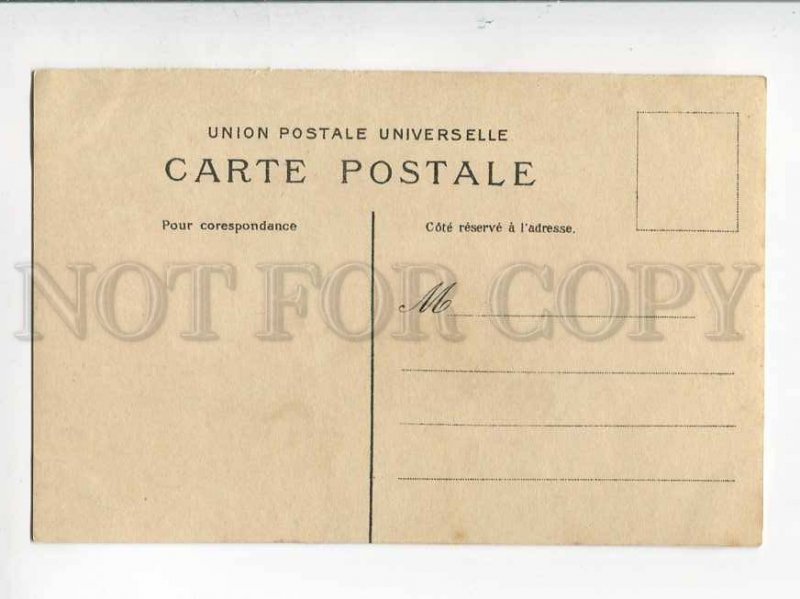 UNION POSTALE UNIVERSELLE
CARTE POSTALE
Pour corespondance
Côté réservé à l'adresse.
NOT FOR COPY
M